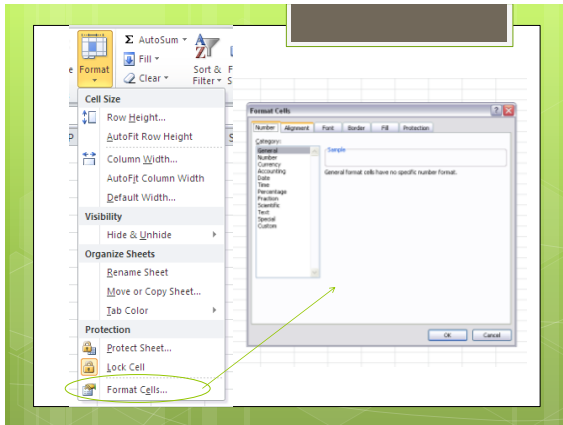 Σ AutoSum
Fill
Clear
Format
Sort &
Filter
Cell Size
Row Height...
AutoFit Row Height
Column Width...
AutoFit Column Width
Default Width...
Visibility
Hide & Unhide
Organize Sheets
Rename Sheet
Move or Copy Sheet...
Tab Color
Protection
Protect Sheet...
Lock Cell
Format Cells...
Format Cells
Number Alignment Font Border Fill Protection
Category:
General
Number
Currency
Accounting
Date
Time
Percentage
Fraction
Scientific
Text
Special
Custom
Sample
General format cells have no specific number format.
OK Cancel